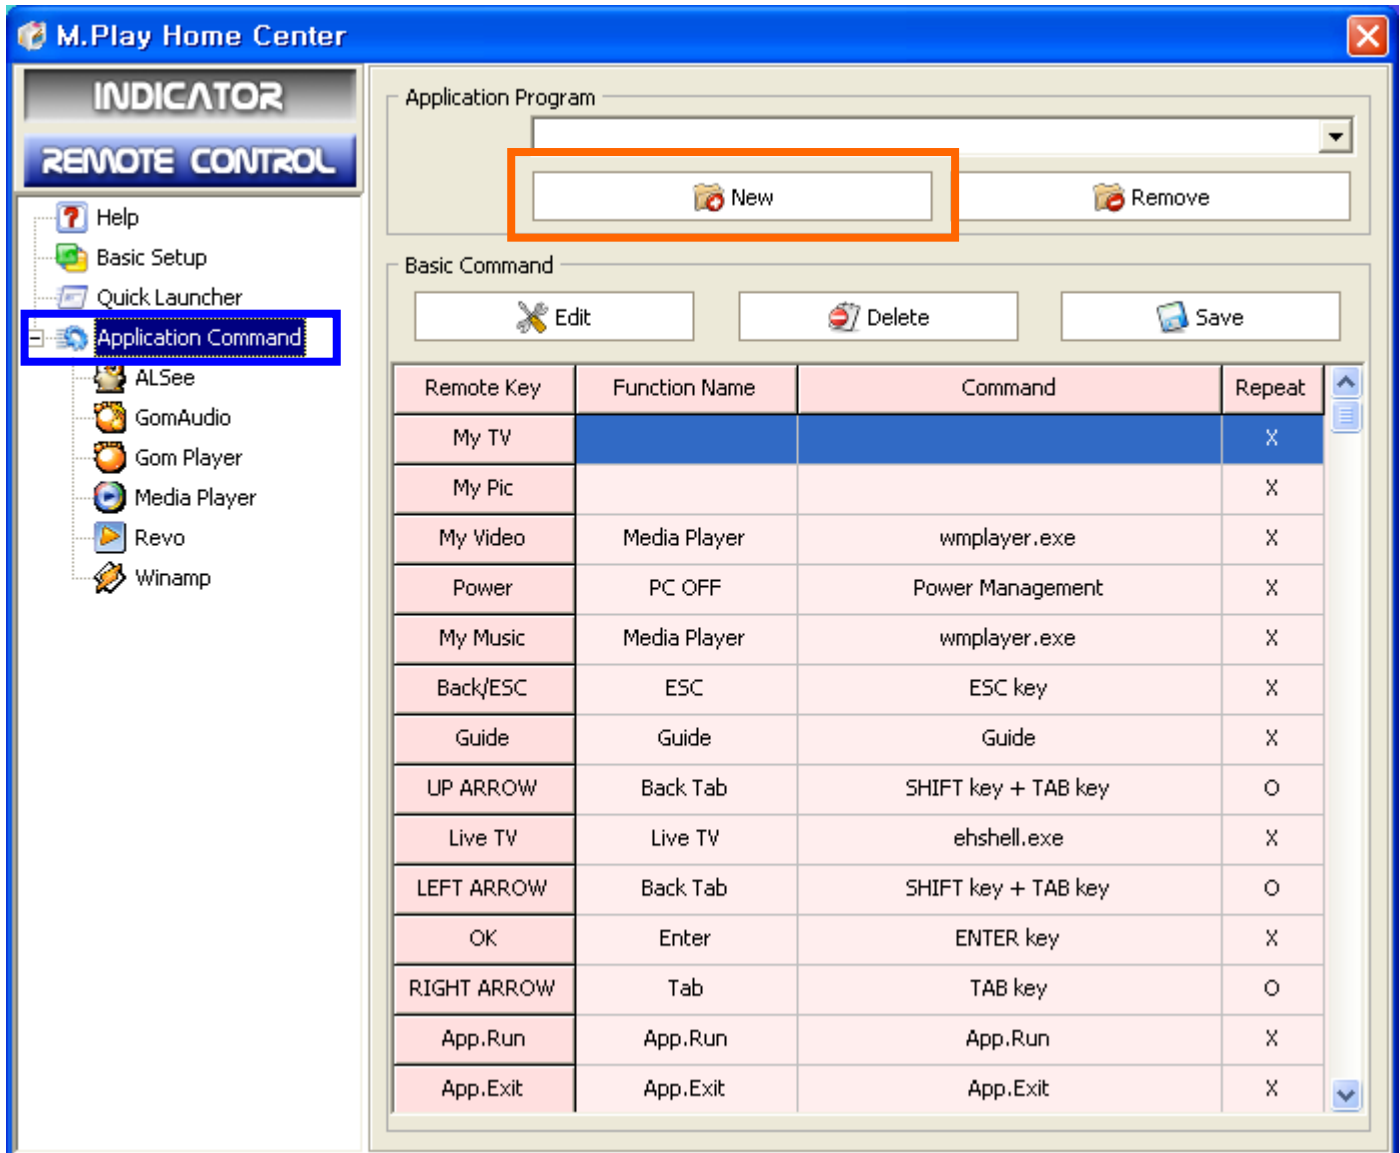 M.Play Home Center
INDICATOR
REMOTE CONTROL
Help
Basic Setup
Quick Launcher
Application Command
ALSee
GomAudio
Gom Player
Media Player
Revo
Winamp
Application Program
New Remove
Basic Command
Edit Delete Save
Remote Key Function Name Command Repeat
My TV X
My Pic X
My Video Media Player wmplayer.exe X
Power PC OFF Power Management X
My Music Media Player wmplayer.exe X
Back/ESC ESC ESC key X
Guide Guide Guide X
UP ARROW Back Tab SHIFT key + TAB key O
Live TV Live TV ehshell.exe X
LEFT ARROW Back Tab SHIFT key + TAB key O
OK Enter ENTER key X
RIGHT ARROW Tab TAB key O
App.Run App.Run App.Run X
App.Exit App.Exit App.Exit X